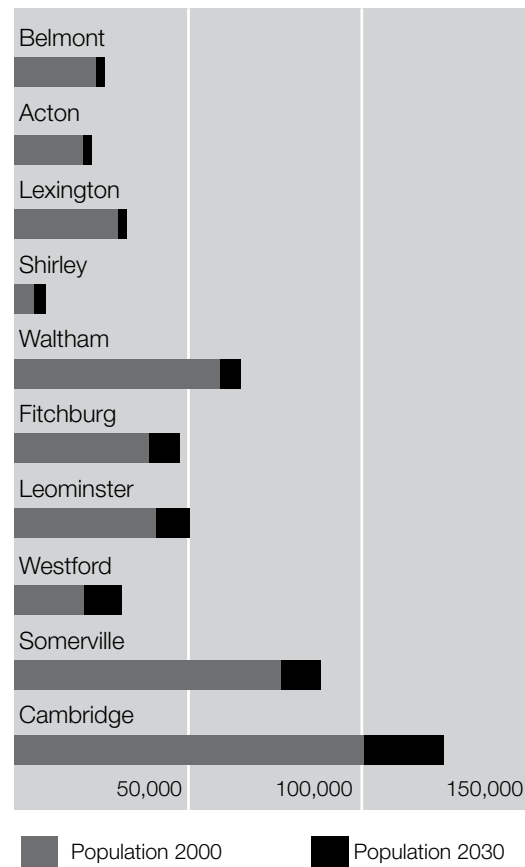 Belmont
Acton
Lexington
Shirley
Waltham
Fitchburg
Leominster
Westford
Somerville
Cambridge
50,000 100,000 150,000
Population 2000 Population 2030